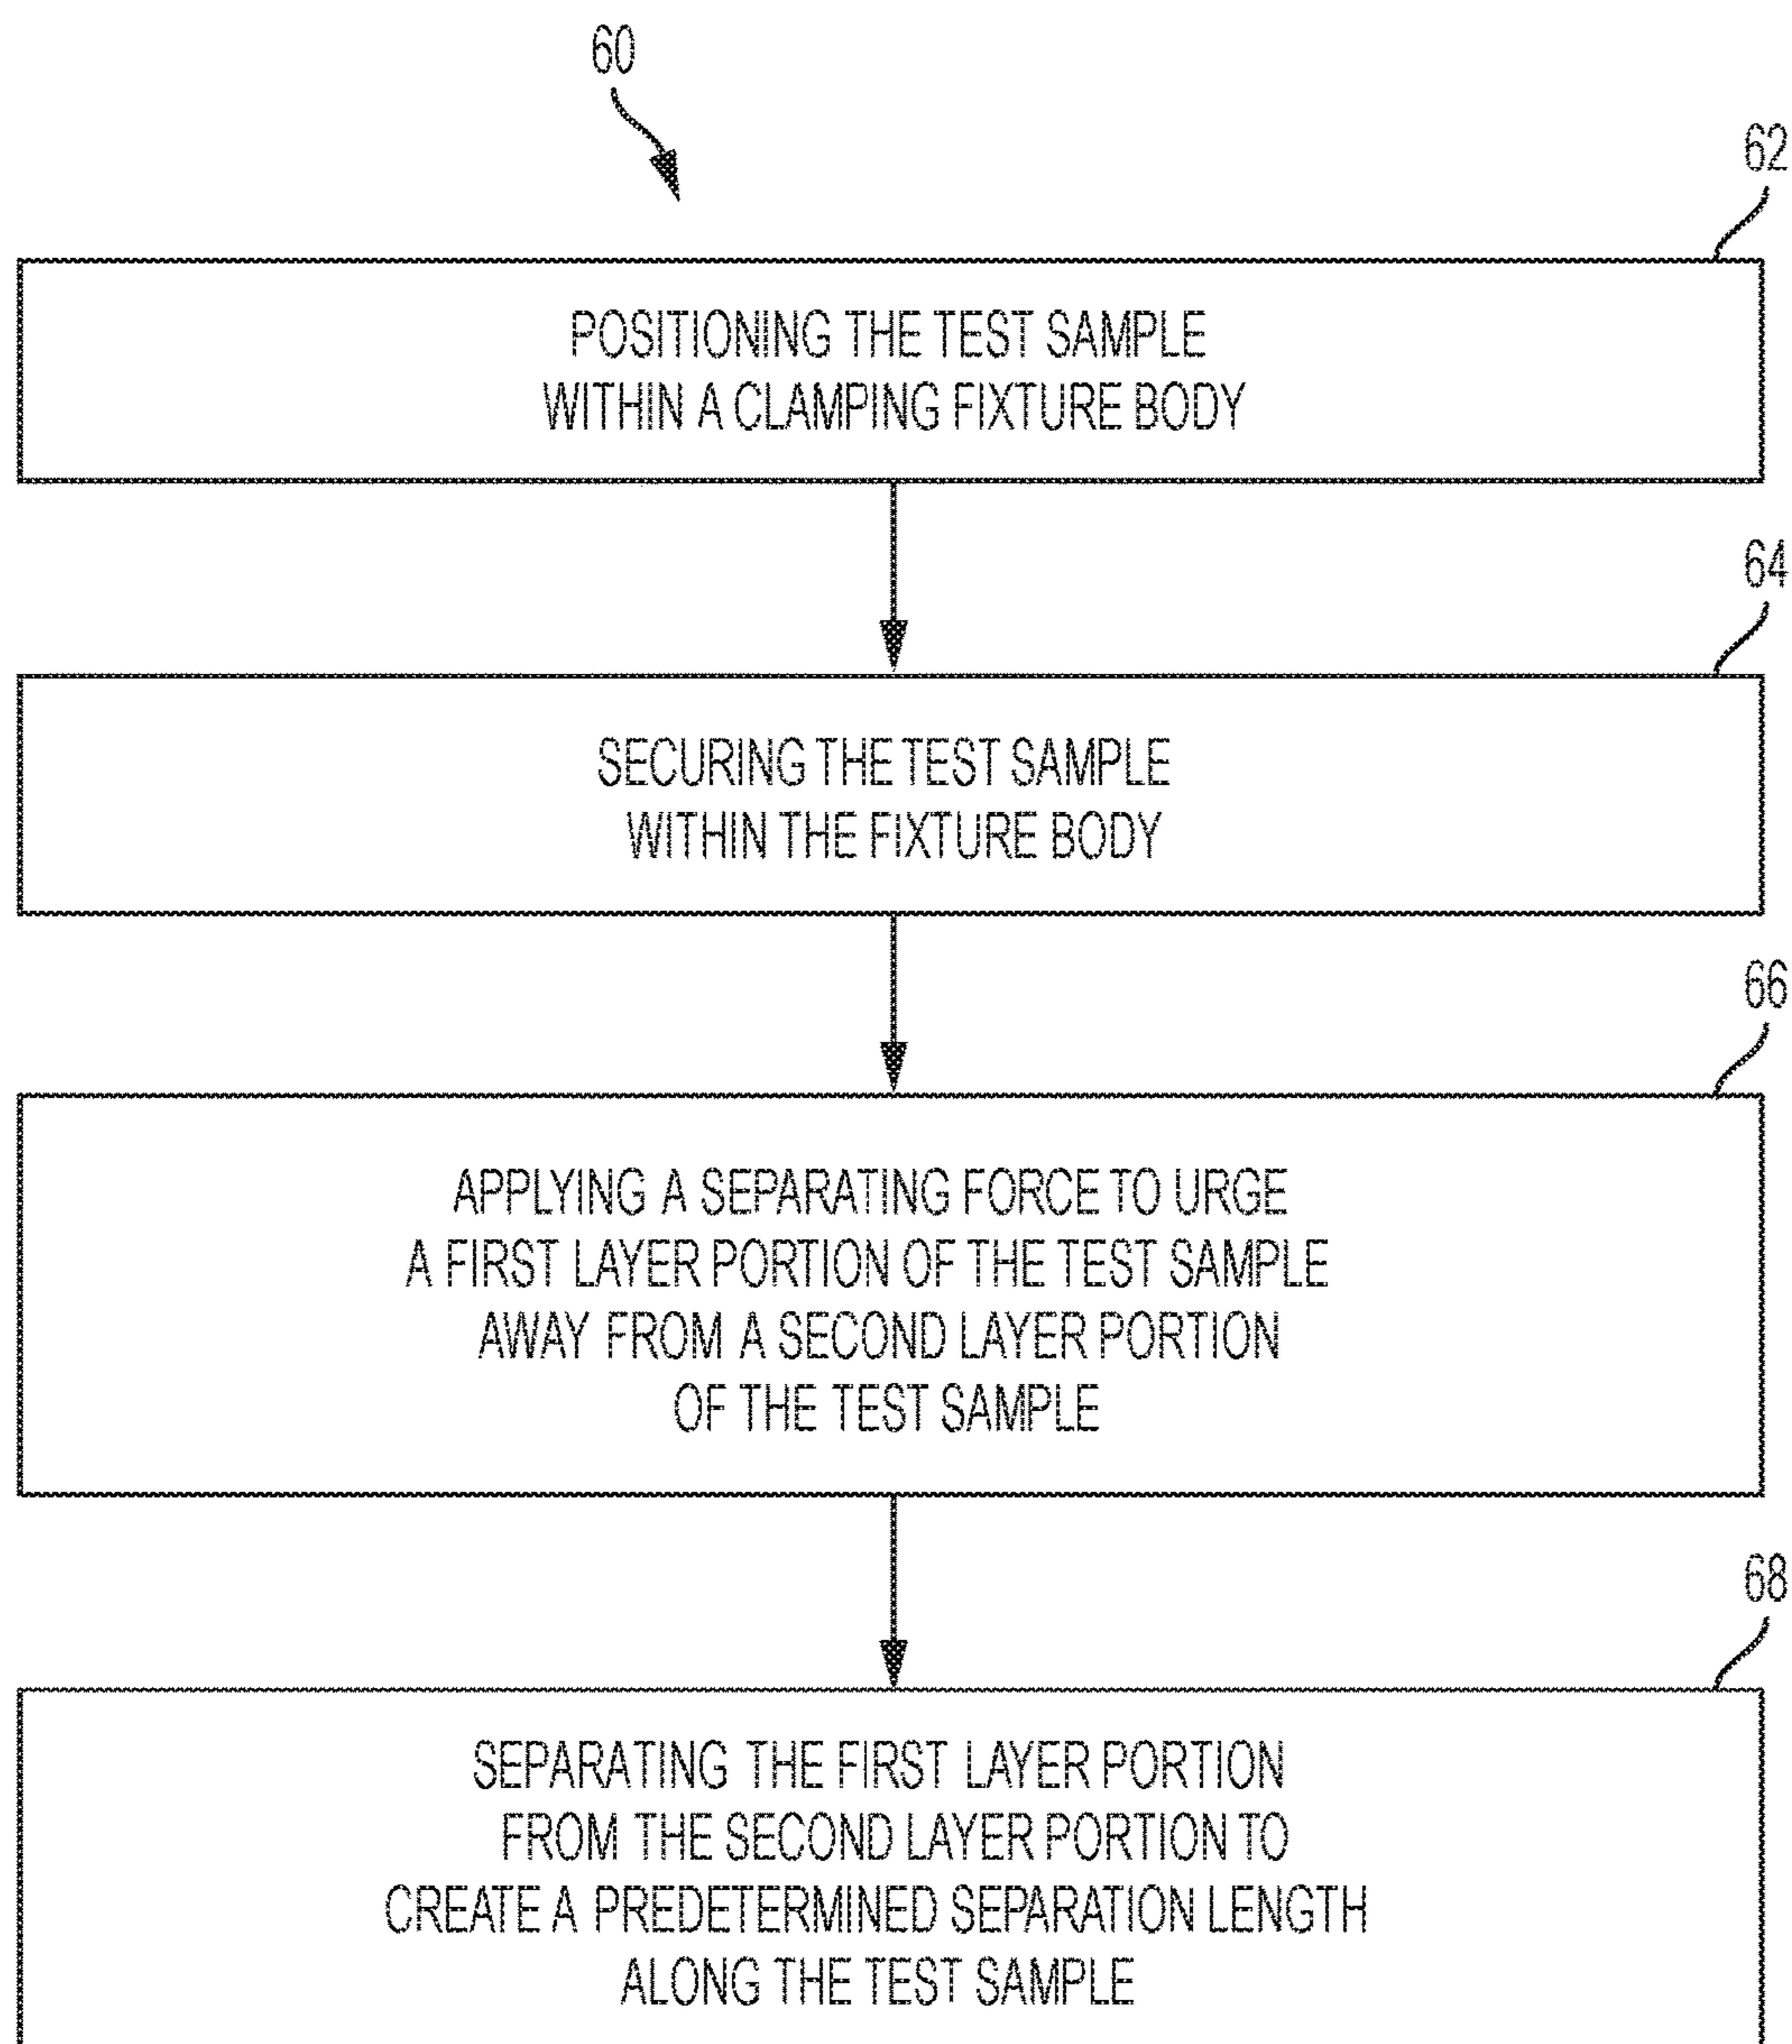 60
62
POSITIONING THE TEST SAMPLE
WITHIN A CLAMPING FIXTURE BODY
64
SECURING THE TEST SAMPLE
WITHIN THE FIXTURE BODY
66
APPLYING A SEPARATING FORCE TO URGE
A FIRST LAYER PORTION OF THE TEST SAMPLE
AWAY FROM A SECOND LAYER PORTION
OF THE TEST SAMPLE
68
SEPARATING THE FIRST LAYER PORTION
FROM THE SECOND LAYER PORTION TO
CREATE A PREDETERMINED SEPARATION LENGTH
ALONG THE TEST SAMPLE